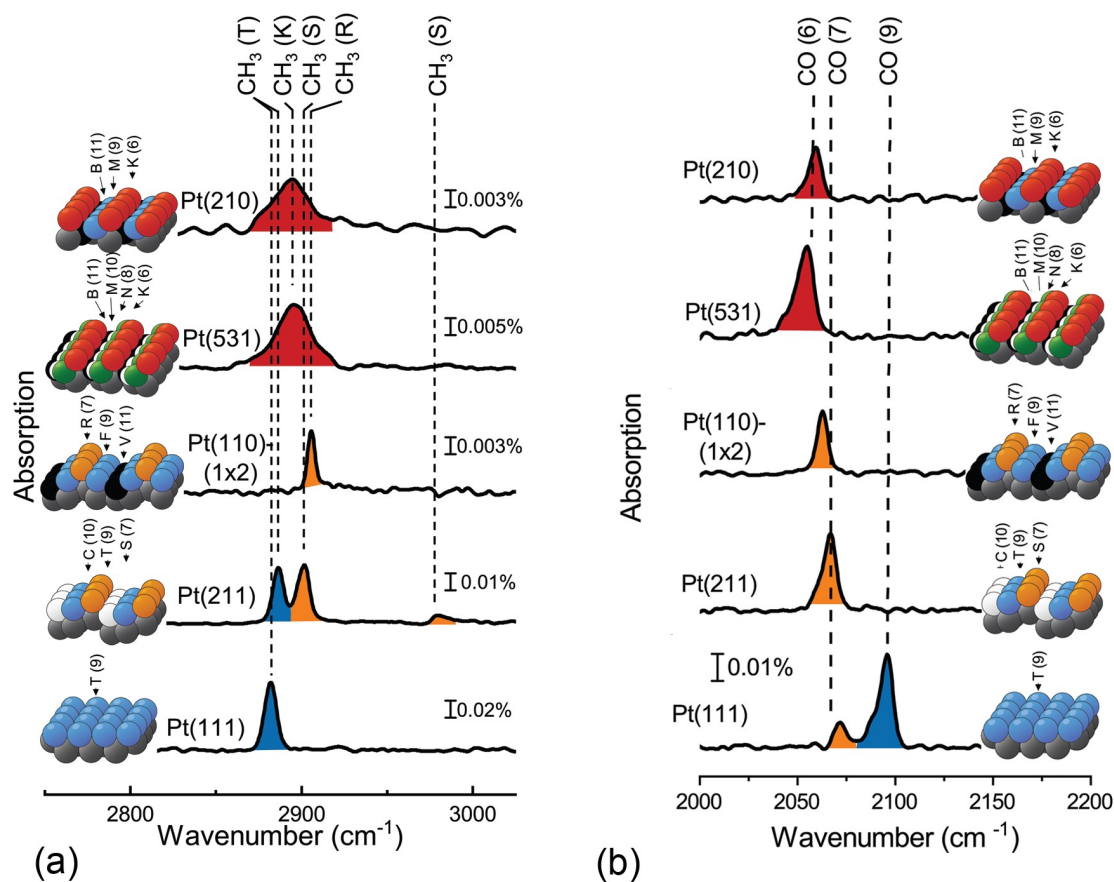 CH₃ (T)
CH₃ (K)
CH₃ (S)
CH₃ (R)
CH₃ (S)
B (11)
M (9)
K (6)
Pt(210)
0.003%
B (11)
M (10)
N (8)
K (6)
Pt(531)
0.005%
R (7)
F (9)
V (11)
Pt(110)-
(1x2)
0.003%
C (10)
T (9)
S (7)
Pt(211)
0.01%
T (9)
Pt(111)
0.02%
Absorption
2800
2900
3000
Wavenumber (cm⁻¹)
(a)
CO (6)
CO (7)
CO (9)
Pt(210)
B (11)
M (9)
K (6)
Pt(531)
B (11)
M (10)
N (8)
K (6)
Pt(110)-
(1x2)
R (7)
F (9)
V (11)
Pt(211)
C (10)
T (9)
S (7)
0.01%
Pt(111)
T (9)
Absorption
2000
2050
2100
2150
2200
Wavenumber (cm ⁻¹)
(b)